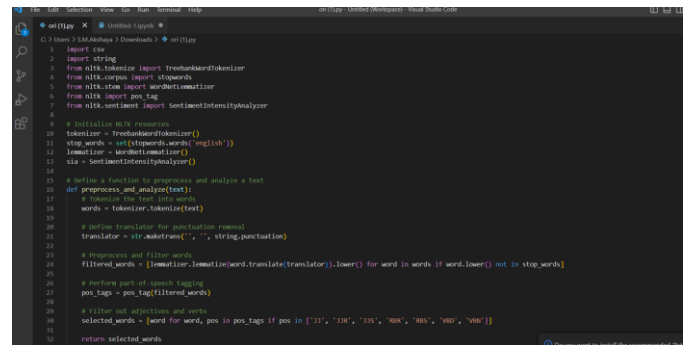 File Edit Selection View Go Run Terminal Help
ori (1).py - Untitled (Workspace) - Visual Studio Code
ori (1).py Untitled-1.ipynb
C: > Users > S.M.Akshaya > Downloads > ori (1).py
1 import csv
2 import string
3 from nltk.tokenize import TreebankWordTokenizer
4 from nltk.corpus import stopwords
5 from nltk.stem import WordNetLemmatizer
6 from nltk import pos_tag
7 from nltk.sentiment import SentimentIntensityAnalyzer
8
9 # Initialize NLTK resources
10 tokenizer = TreebankWordTokenizer()
11 stop_words = set(stopwords.words('english'))
12 lemmatizer = WordNetLemmatizer()
13 sia = SentimentIntensityAnalyzer()
14
15 # Define a function to preprocess and analyze a text
16 def preprocess_and_analyze(text):
17 # Tokenize the text into words
18 words = tokenizer.tokenize(text)
19
20 # Define translator for punctuation removal
21 translator = str.maketrans('', '', string.punctuation)
22
23 # Preprocess and filter words
24 filtered_words = [lemmatizer.lemmatize(word.translate(translator)).lower() for word in words if word.lower() not in stop_words]
25
26 # Perform part-of-speech tagging
27 pos_tags = pos_tag(filtered_words)
28
29 # Filter out adjectives and verbs
30 selected_words = [word for word, pos in pos_tags if pos in ['JJ', 'JJR', 'JJS', 'RBR', 'RBS', 'VBD', 'VBN']]
31
32 return selected_words
Do you want to install the recommended